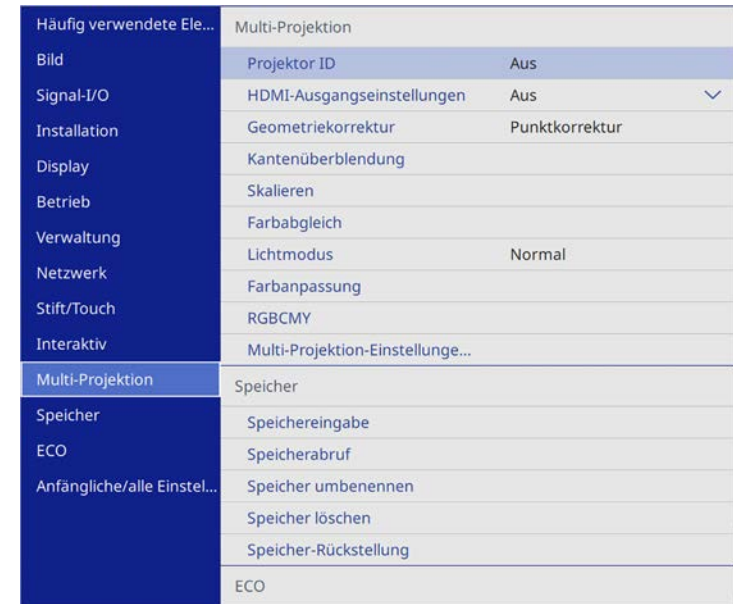 Häufig verwendete Ele...
Bild
Signal-I/O
Installation
Display
Betrieb
Verwaltung
Netzwerk
Stift/Touch
Interaktiv
Multi-Projektion
Speicher
ECO
Anfängliche/alle Einstel...
Multi-Projektion
Projektor ID Aus
HDMI-Ausgangseinstellungen Aus
Geometriekorrektur Punktkorrektur
Kantenüberblendung
Skalieren
Farbabgleich
Lichtmodus Normal
Farbanpassung
RGBCMY
Multi-Projektion-Einstellunge...
Speicher
Speichereingabe
Speicherabruf
Speicher umbenennen
Speicher löschen
Speicher-Rückstellung
ECO